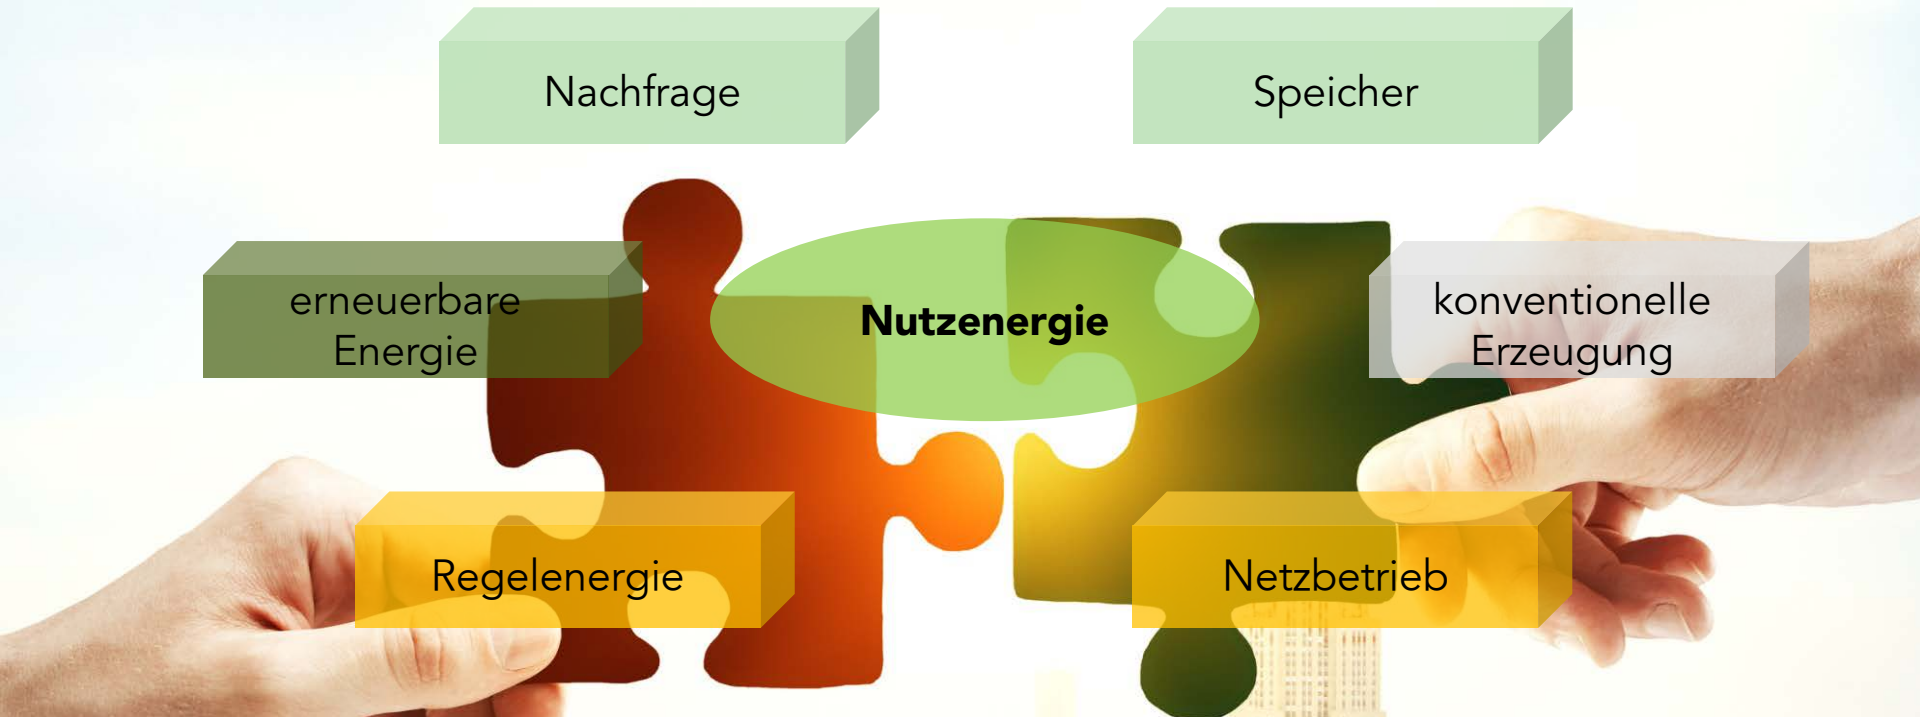 Nachfrage
Speicher
erneuerbare
Energie
Nutzenergie
konventionelle
Erzeugung
Regelenergie
Netzbetrieb